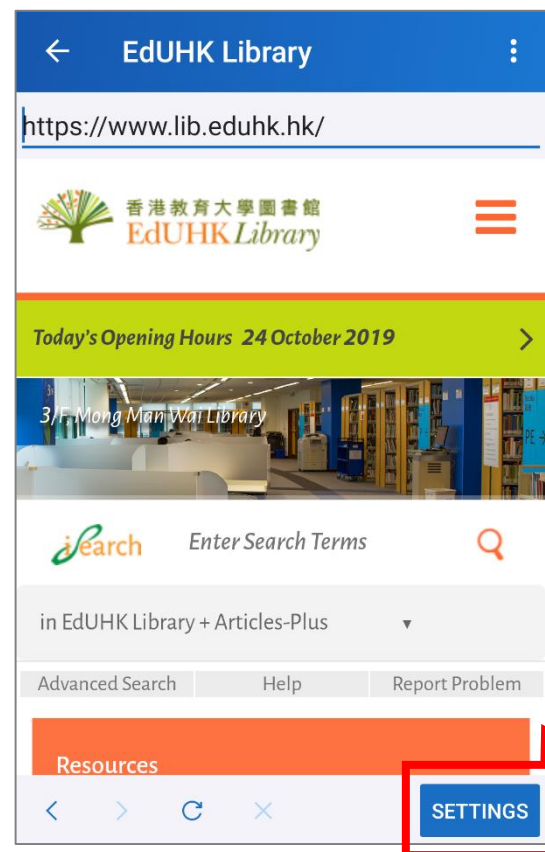 EdUHK Library
https://www.lib.eduhk.hk/
香港教育大學圖書館
EdUHK Library
Today's Opening Hours 24 October 2019
3/F, Mong Man Wai Library
PE
iSearch Enter Search Terms
in EdUHK Library + Articles-Plus
Advanced Search Help Report Problem
Resources
SETTINGS